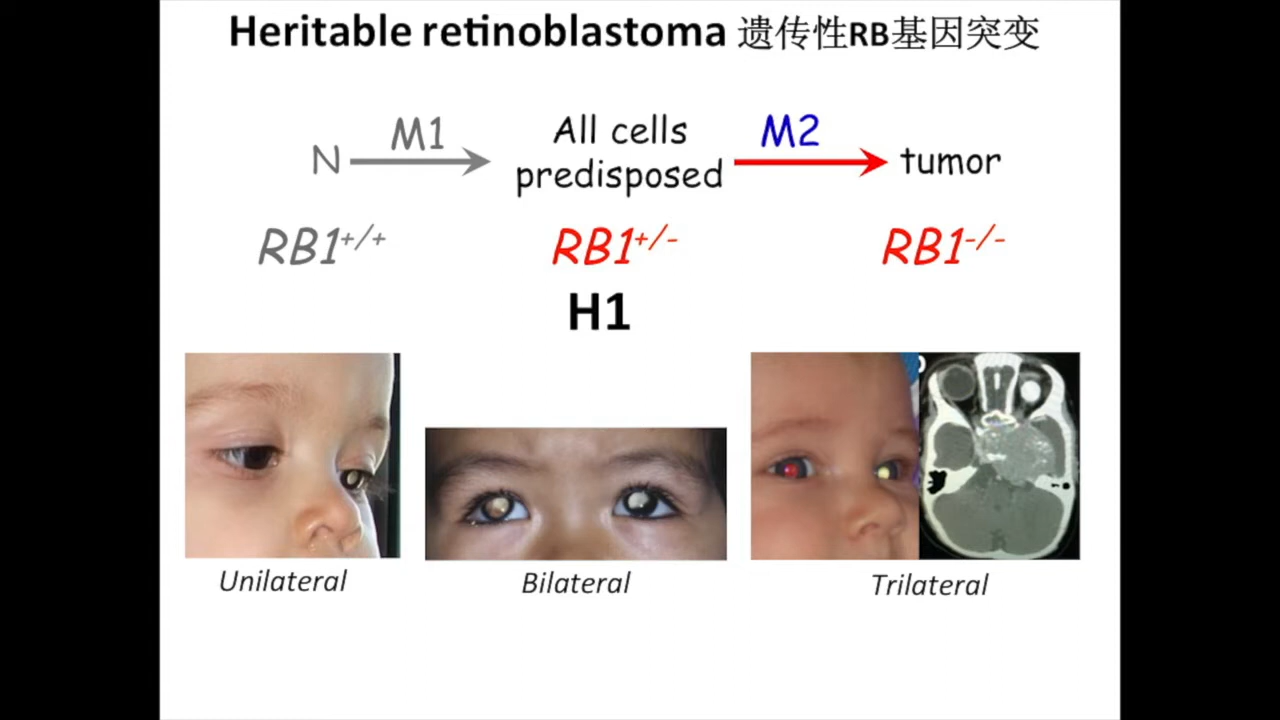 Heritable retinoblastoma 遗传性RB基因突变
N M1 All cells predisposed M2 tumor
RB1+/+ RB1+/- RB1-/-
H1
Unilateral
Bilateral
Trilateral